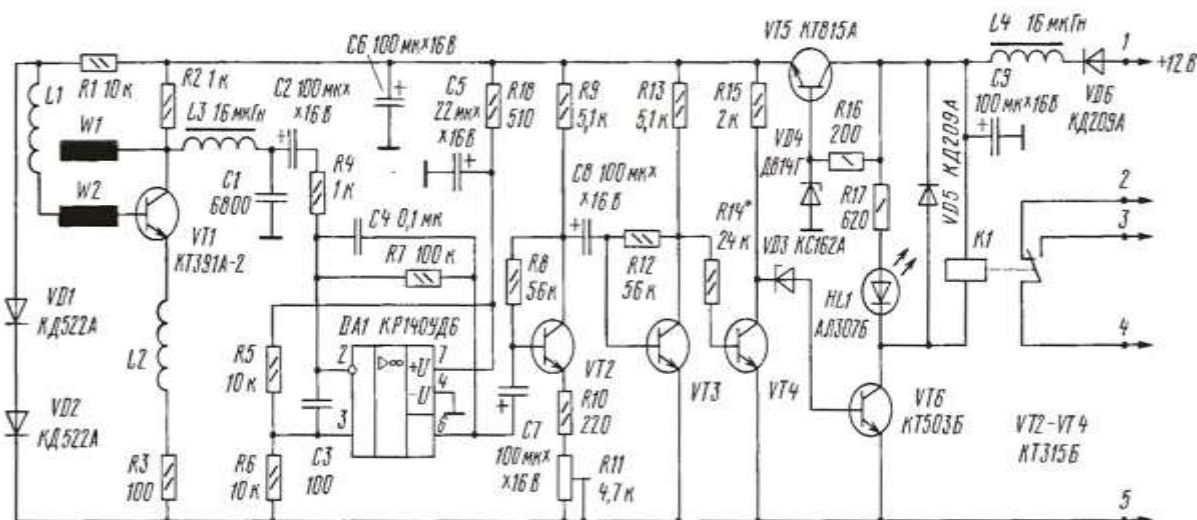 C6 100 мк×16 В
VT5 КТ815А
L4 16 мкГн
1
+12 В
R1 10 к
L1
R2 1 к
L3 16 мкГн
C2 100 мк×
×16 В
C5
22 мк×
×16 В
R18
510
R9
5,1 к
R13
5,1 к
R15
2 к
R16
200
VD4
Д814Г
VD5 КД209А
C9
100 мк×16 В
VD6
КД209А
W1
W2
C1
6800
R4
1 к
C4 0,1 мк
R7 100 к
C8 100 мк×
×16 В
R14*
24 к
R17
620
2
3
K1
VT1
КТ391А-2
R8
56 к
R12
56 к
VD3 КС162А
HL1
АЛ307Б
4
VD1
КД522А
L2
R5
10 к
DA1 КР1409УД6
2
3
▷∞
+U
-U
7
4
6
VT2
VT3
VT4
VT6
КТ503Б
VD2
КД522А
R3
100
R6
10 к
C3
100
C7
100 мк×
×16 В
R10
220
R11
4,7 к
VT2-VT4
КТ315Б
5